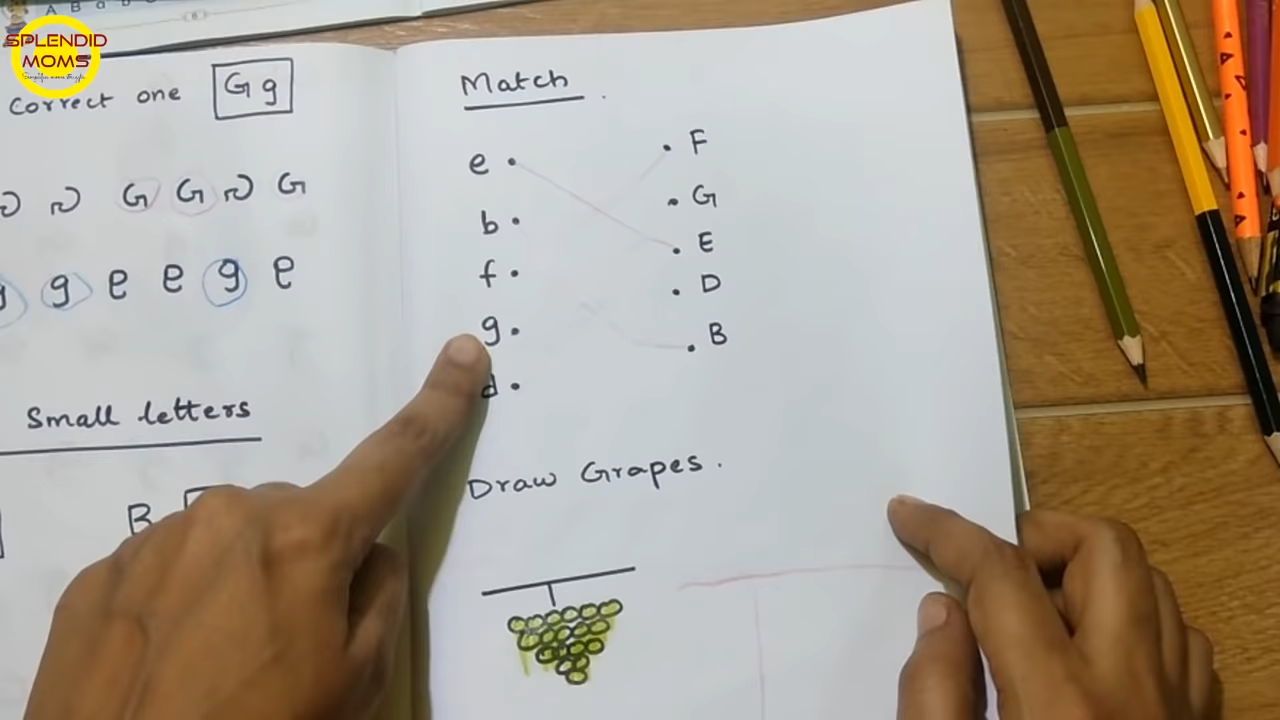 A B a b
SPLENDID
MOMS
Correct one Gg
G G G
g g e e g e
Small letters
B
Match
e F
b G
f E
g D
d B
Draw Grapes.